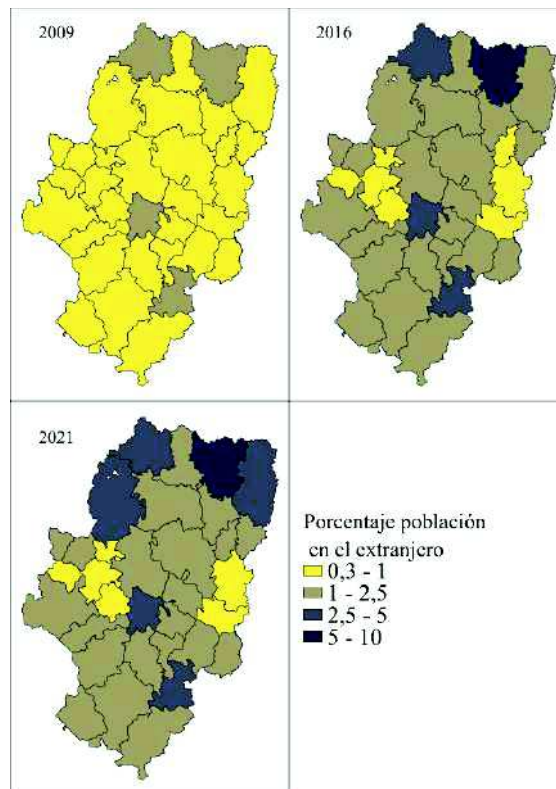 2009
2016
2021
Porcentaje población
en el extranjero
0,3 - 1
1 - 2,5
2,5 - 5
5 - 10